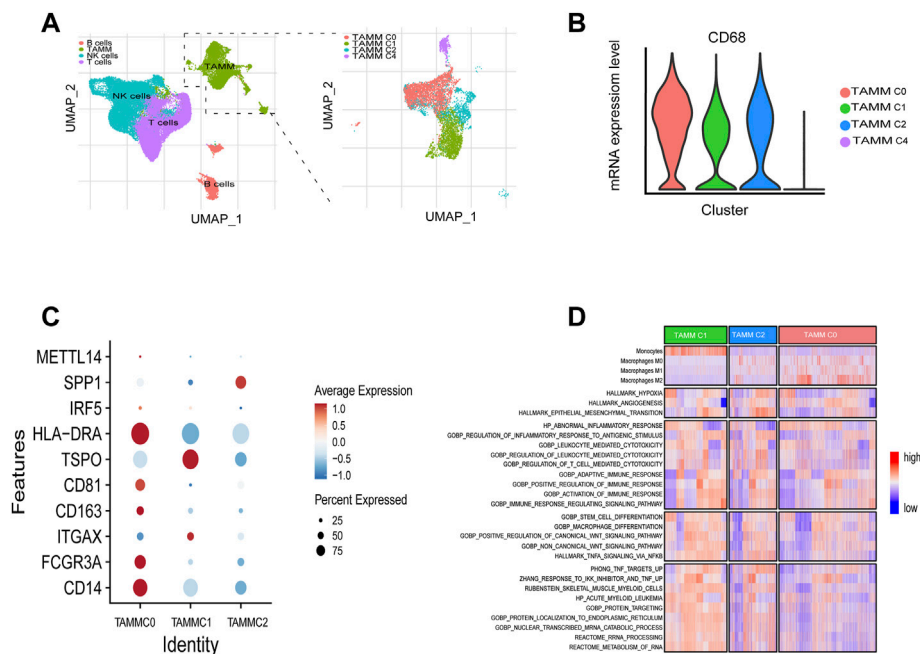 A
B cells
TAMM
NK cells
T cells
TAMM
NK cells
T cells
B cells
UMAP_2
UMAP_1
TAMM C0
TAMM C1
TAMM C2
TAMM C4
UMAP_2
UMAP_1
B
CD68
mRNA expressiom level
Cluster
TAMM C0
TAMM C1
TAMM C2
TAMM C4
C
Features
METTL14
SPP1
IRF5
HLA-DRA
TSPO
CD81
CD163
ITGAX
FCGR3A
CD14
TAMMC0 TAMMC1 TAMMC2
Identity
Average Expression
1.0
0.5
0.0
−0.5
−1.0
Percent Expressed
25
50
75
D
TAMM C1 TAMM C2 TAMM C0
Monocytes
Macrophages M0
Macrophages M1
Macrophages M2
HALLMARK_HYPOXIA
HALLMARK_ANGIOGENESIS
HALLMARK_EPITHELIAL_MESENCHYMAL_TRANSITION
HP_ABNORMAL_INFLAMMATORY_RESPONSE
GOBP_REGULATION_OF_INFLAMMATORY_RESPONSE_TO_ANTIGENIC_STIMULUS
GOBP_LEUKOCYTE_MEDIATED_CYTOTOXICITY
GOBP_REGULATION_OF_LEUKOCYTE_MEDIATED_CYTOTOXICITY
GOBP_REGULATION_OF_T_CELL_MEDIATED_CYTOTOXICITY
GOBP_ADAPTIVE_IMMUNE_RESPONSE
GOBP_POSITIVE_REGULATION_OF_IMMUNE_RESPONSE
GOBP_ACTIVATION_OF_IMMUNE_RESPONSE
GOBP_IMMUNE_RESPONSE_REGULATING_SIGNALING_PATHWAY
GOBP_STEM_CELL_DIFFERENTIATION
GOBP_MACROPHAGE_DIFFERENTIATION
GOBP_POSITIVE_REGULATION_OF_CANONICAL_WNT_SIGNALING_PATHWAY
GOBP_NON_CANONICAL_WNT_SIGNALING_PATHWAY
HALLMARK_TNFA_SIGNALING_VIA_NFKB
PHONG_TNF_TARGETS_UP
ZHANG_RESPONSE_TO_IKK_INHIBITOR_AND_TNF_UP
RUBENSTEIN_SKELETAL_MUSCLE_MYELOID_CELLS
HP_ACUTE_MYELOID_LEUKEMIA
GOBP_PROTEIN_TARGETING
GOBP_PROTEIN_LOCALIZATION_TO_ENDOPLASMIC_RETICULUM
GOBP_NUCLEAR_TRANSCRIBED_MRNA_CATABOLIC_PROCESS
REACTOME_RRNA_PROCESSING
REACTOME_METABOLISM_OF_RNA
high
low